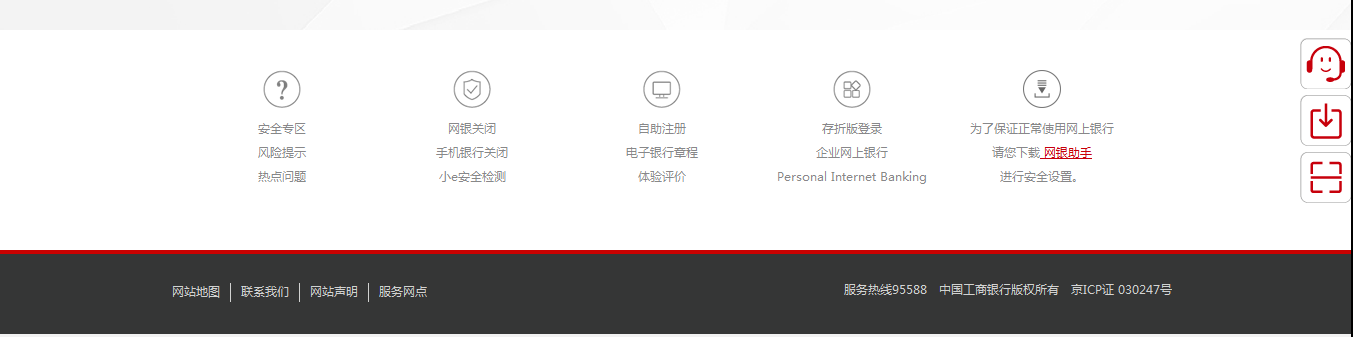 安全专区
风险提示
热点问题
网银关闭
手机银行关闭
小e安全检测
自助注册
电子银行章程
体验评价
存折版登录
企业网上银行
Personal Internet Banking
为了保证正常使用网上银行
请您下载 网银助手
进行安全设置。
网站地图 | 联系我们 | 网站声明 | 服务网点
服务热线95588 中国工商银行版权所有 京ICP证 030247号